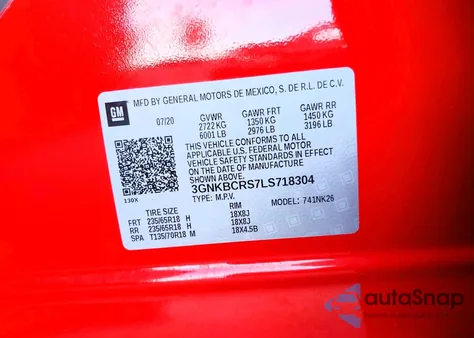 GM
MFD BY GENERAL MOTORS DE MEXICO, S. DE R.L. DE C.V.
07/20 GVWR GAWR FRT GAWR RR
2722 KG 1350 KG 1450 KG
6001 LB 2976 LB 3196 LB
THIS VEHICLE CONFORMS TO ALL
APPLICABLE U.S. FEDERAL MOTOR
VEHICLE SAFETY STANDARDS IN
EFFECT ON THE DATE OF
MANUFACTURE SHOWN ABOVE.
130X
3GNKBCRS7LS718304
TYPE: M.P.V. MODEL: 741NK26
TIRE SIZE RIM
FRT 235/65R18 H 18X8J
RR 235/65R18 H 18X8J
SPA T135/70R18 M 18X4.5B
autoSnap